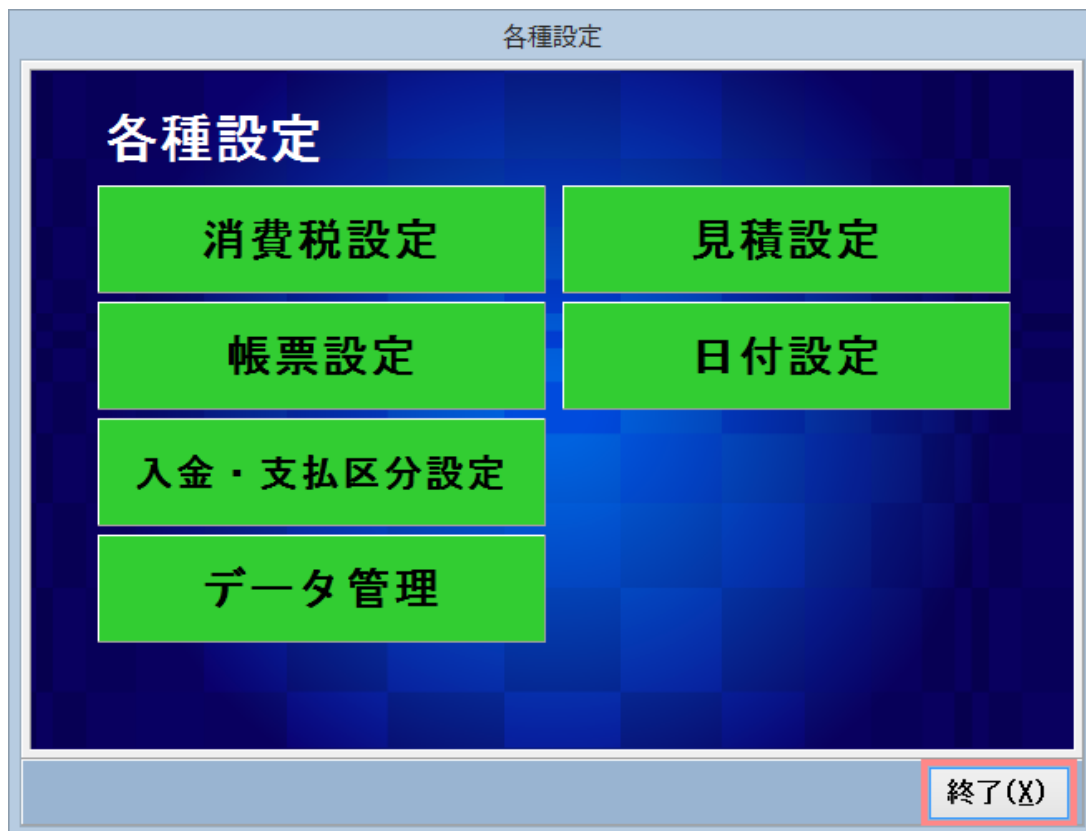 各種設定
各種設定
消費税設定
見積設定
帳票設定
日付設定
入金・支払区分設定
データ管理
終了(X)